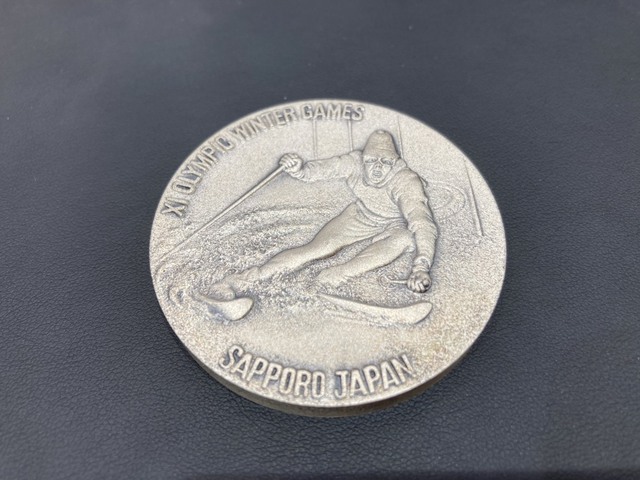 XI OLYMPIC WINTER GAMES
SAPPORO JAPAN